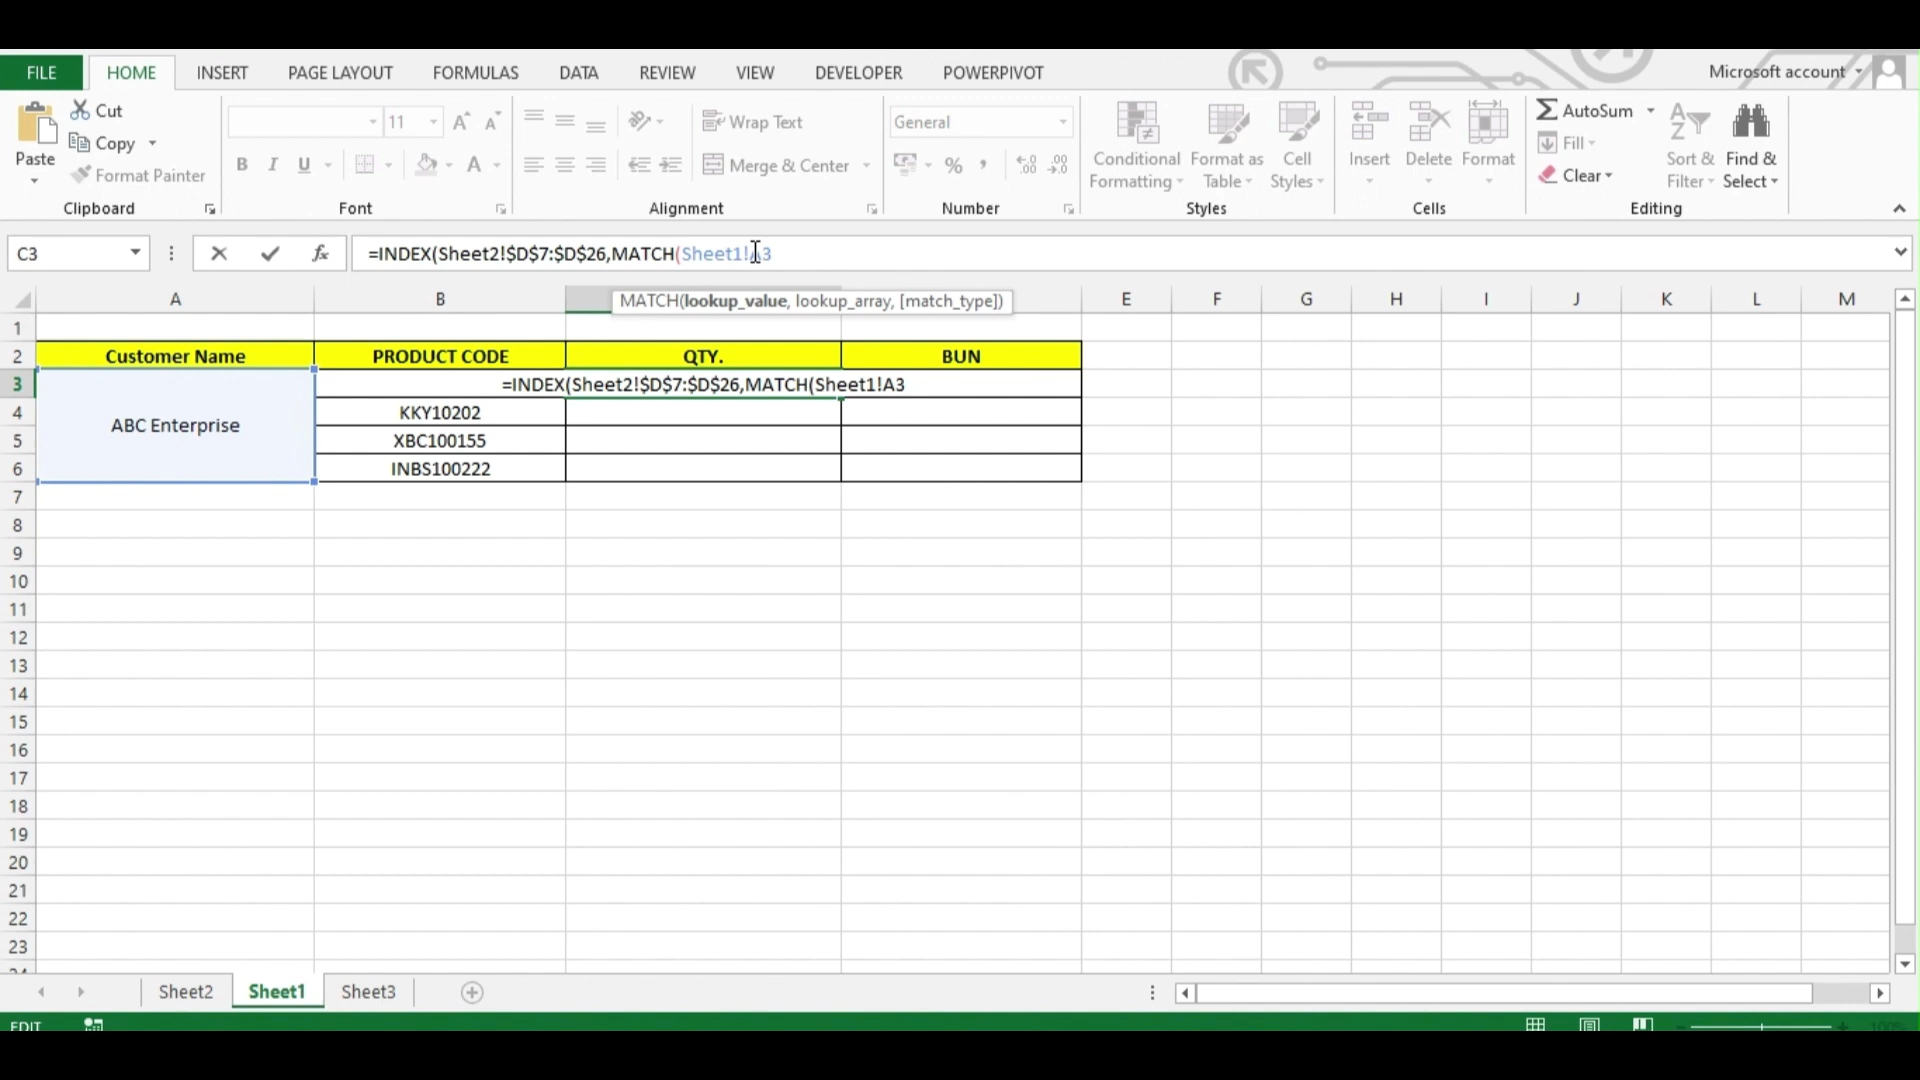 FILE HOME INSERT PAGE LAYOUT FORMULAS DATA REVIEW VIEW DEVELOPER POWERPIVOT Microsoft account
Paste
Cut
Copy
Format Painter
Clipboard
11
B I U
A
Font
Wrap Text
Merge & Center
Alignment
General
%
Number
Conditional Formatting
Format as Table
Cell Styles
Styles
Insert
Delete
Format
Cells
AutoSum
Fill
Clear
Sort & Filter
Find & Select
Editing
C3 fx =INDEX(Sheet2!$D$7:$D$26,MATCH(Sheet1!A3
MATCH(lookup_value, lookup_array, [match_type])
A B E F G H I J K L M
1
2 Customer Name PRODUCT CODE QTY. BUN
3 =INDEX(Sheet2!$D$7:$D$26,MATCH(Sheet1!A3
4 KKY10202
ABC Enterprise
5 XBC100155
6 INBS100222
7
8
9
10
11
12
13
14
15
16
17
18
19
20
21
22
23
Sheet2 Sheet1 Sheet3
EDIT